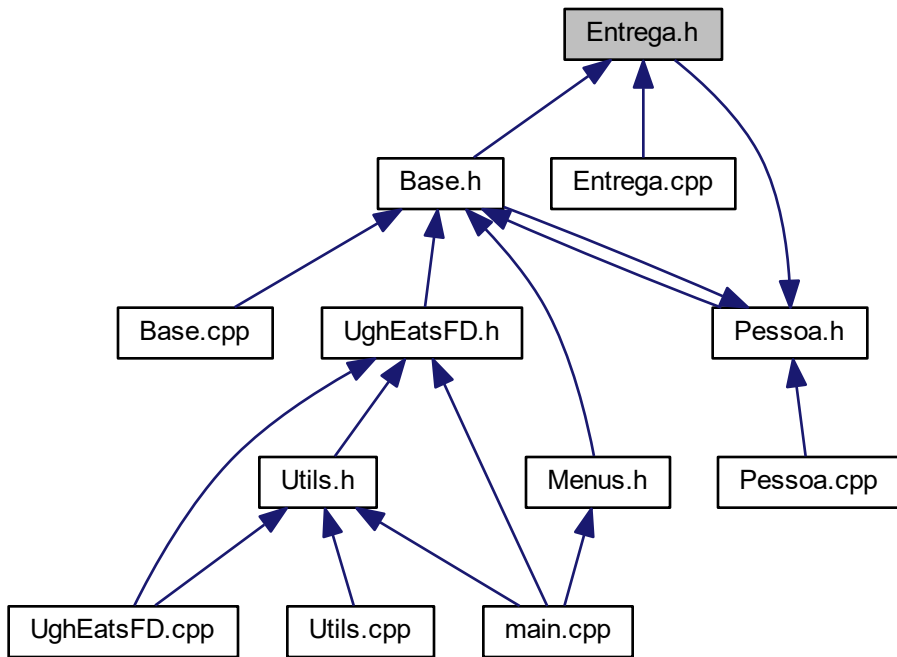 Entrega.h
Base.h
Entrega.cpp
Base.cpp
UghEatsFD.h
Pessoa.h
Utils.h
Menus.h
Pessoa.cpp
UghEatsFD.cpp
Utils.cpp
main.cpp